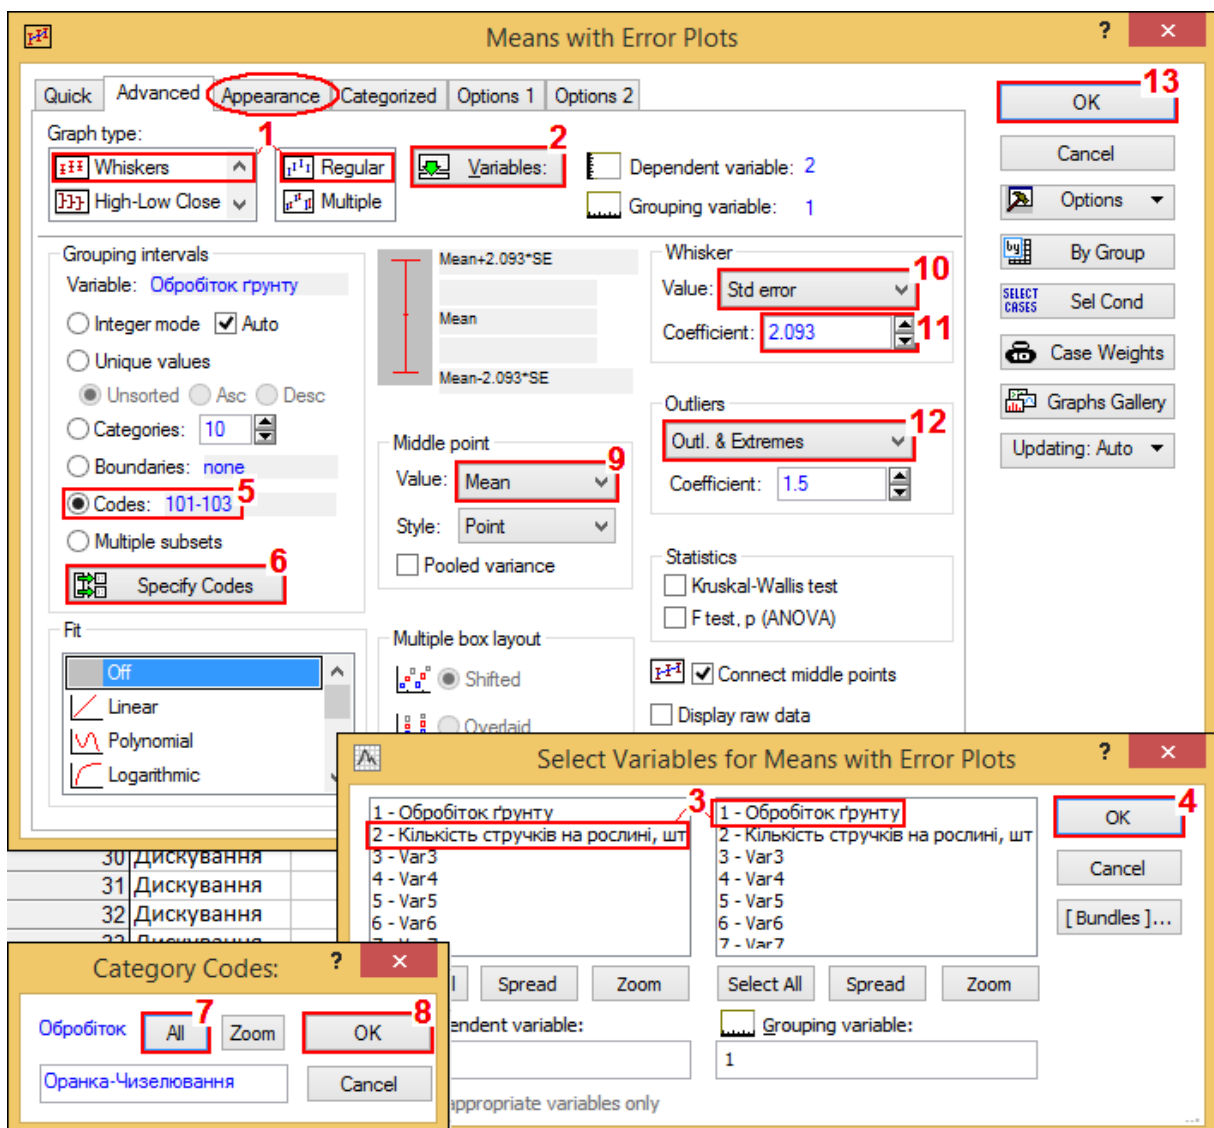 Means with Error Plots
?
×
Quick Advanced Appearance Categorized Options 1 Options 2
13
OK
Graph type:
1
2
Whiskers
Regular
Variables:
Dependent variable: 2
Cancel
High-Low Close
Multiple
Grouping variable: 1
Options
Grouping intervals
Variable: Обробіток ґрунту
Integer mode Auto
Unique values
Unsorted Asc Desc
Categories: 10
Boundaries: none
Codes: 101-103
5
Multiple subsets
6
Specify Codes
Mean+2.093*SE
Mean
Mean-2.093*SE
Whisker
10
Value: Std error
Coefficient: 2.093
11
by
By Group
SELECT CASES
Sel Cond
Case Weights
Graphs Gallery
Updating: Auto
Middle point
9
Value: Mean
Style: Point
Pooled variance
Outliers
12
Outl. & Extremes
Coefficient: 1.5
Statistics
Kruskal-Wallis test
F test, p (ANOVA)
Fit
Off
Linear
Polynomial
Logarithmic
Multiple box layout
Shifted
Overlaid
Connect middle points
Display raw data
Select Variables for Means with Error Plots
?
×
3
4
1 - Обробіток ґрунту
2 - Кількість стручків на рослині, шт
3 - Var3
4 - Var4
5 - Var5
6 - Var6
7 - Var7
1 - Обробіток ґрунту
2 - Кількість стручків на рослині, шт
3 - Var3
4 - Var4
5 - Var5
6 - Var6
7 - Var7
OK
Cancel
[ Bundles ]...
30 Дискування
31 Дискування
32 Дискування
33 Дискування
Spread Zoom
Select All Spread Zoom
endent variable:
Grouping variable:
1
appropriate variables only
Category Codes:
?
×
7
8
Обробіток All Zoom OK
Оранка-Чизелювання
Cancel